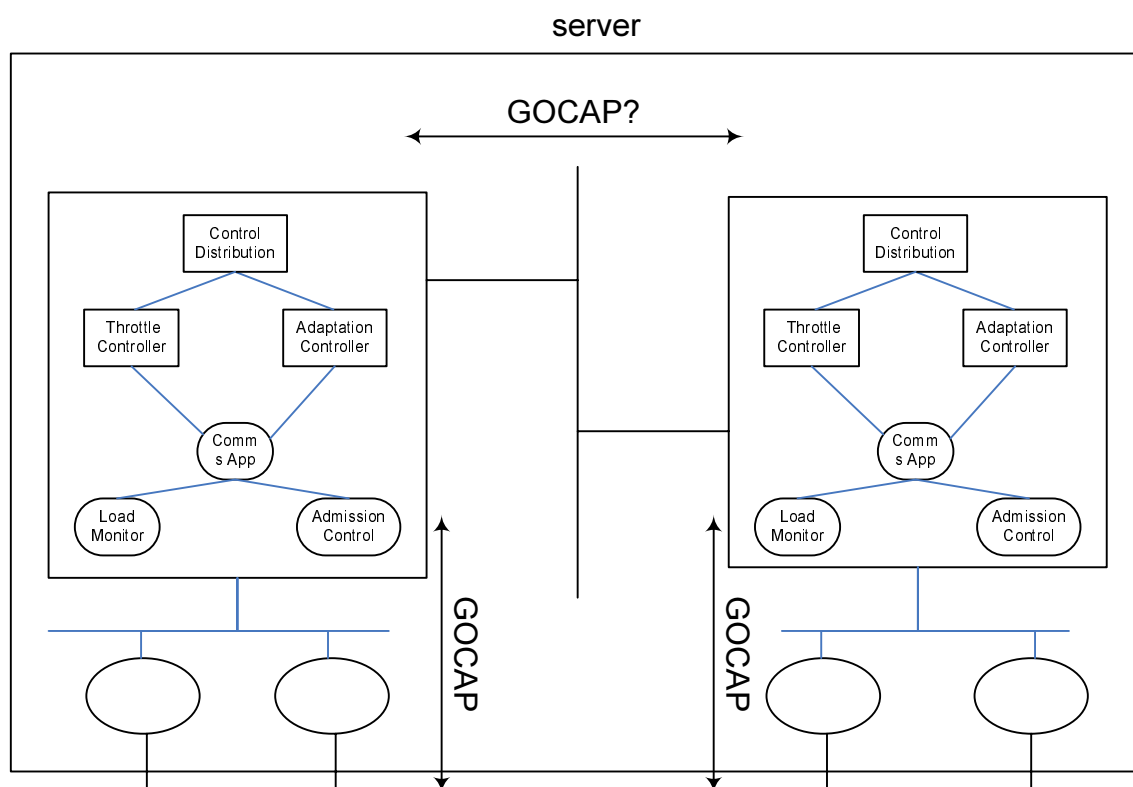 server
GOCAP?
Control
Distribution
Throttle
Controller
Adaptation
Controller
Comm
s App
Load
Monitor
Admission
Control
Control
Distribution
Throttle
Controller
Adaptation
Controller
Comm
s App
Load
Monitor
Admission
Control
GOCAP
GOCAP